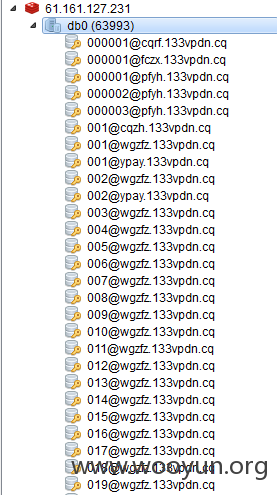 61.161.127.231
db0 (63993)
000001@cqrf.133vpdn.cq
000001@fczx.133vpdn.cq
000001@pfyh.133vpdn.cq
000002@pfyh.133vpdn.cq
000003@pfyh.133vpdn.cq
001@cqzh.133vpdn.cq
001@wgzfz.133vpdn.cq
001@ypay.133vpdn.cq
002@wgzfz.133vpdn.cq
002@ypay.133vpdn.cq
003@wgzfz.133vpdn.cq
004@wgzfz.133vpdn.cq
005@wgzfz.133vpdn.cq
006@wgzfz.133vpdn.cq
007@wgzfz.133vpdn.cq
008@wgzfz.133vpdn.cq
009@wgzfz.133vpdn.cq
010@wgzfz.133vpdn.cq
011@wgzfz.133vpdn.cq
012@wgzfz.133vpdn.cq
013@wgzfz.133vpdn.cq
014@wgzfz.133vpdn.cq
015@wgzfz.133vpdn.cq
016@wgzfz.133vpdn.cq
017@wgzfz.133vpdn.cq
018@wgzfz.133vpdn.cq
www.wooyun.org
019@wgzfz.133vpdn.cq